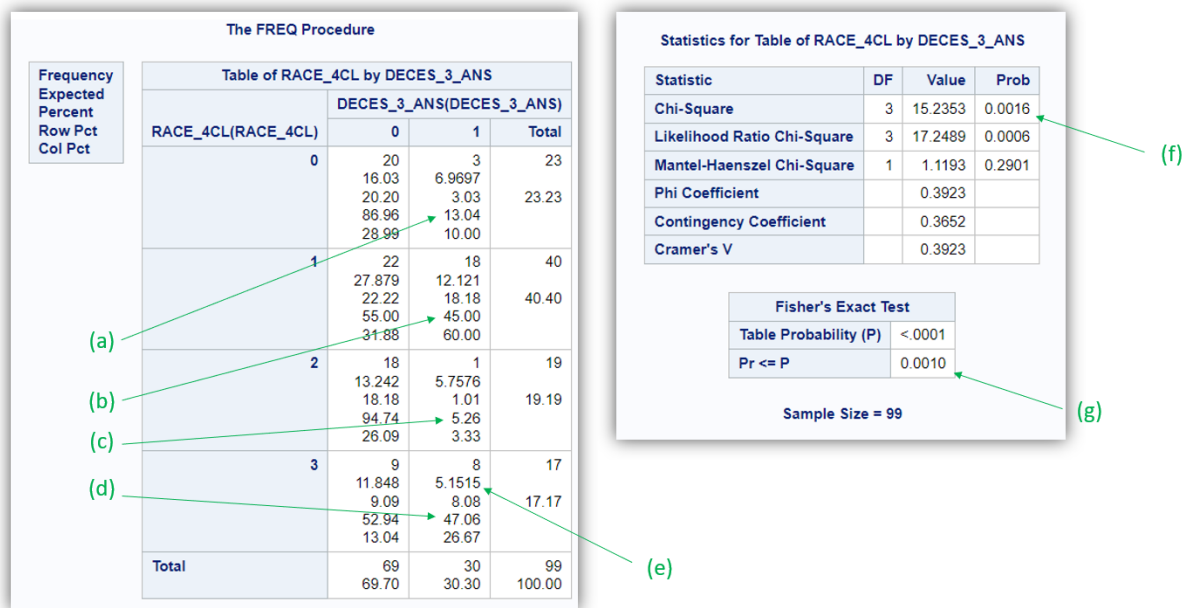 The FREQ Procedure
Frequency
Expected
Percent
Row Pct
Col Pct
Table of RACE_4CL by DECES_3_ANS
DECES_3_ANS(DECES_3_ANS)
RACE_4CL(RACE_4CL) 0 1 Total
0 20 3 23
16.03 6.9697
20.20 3.03 23.23
86.96 13.04
28.99 10.00
1 22 18 40
27.879 12.121
22.22 18.18 40.40
55.00 45.00
31.88 60.00
2 18 1 19
13.242 5.7576
18.18 1.01 19.19
94.74 5.26
26.09 3.33
3 9 8 17
11.848 5.1515
9.09 8.08 17.17
52.94 47.06
13.04 26.67
Total 69 30 99
69.70 30.30 100.00
(a)
(b)
(c)
(d)
(e)
Statistics for Table of RACE_4CL by DECES_3_ANS
Statistic DF Value Prob
Chi-Square 3 15.2353 0.0016
Likelihood Ratio Chi-Square 3 17.2489 0.0006
Mantel-Haenszel Chi-Square 1 1.1193 0.2901
Phi Coefficient 0.3923
Contingency Coefficient 0.3652
Cramer's V 0.3923
Fisher's Exact Test
Table Probability (P) <.0001
Pr <= P 0.0010
Sample Size = 99
(f)
(g)